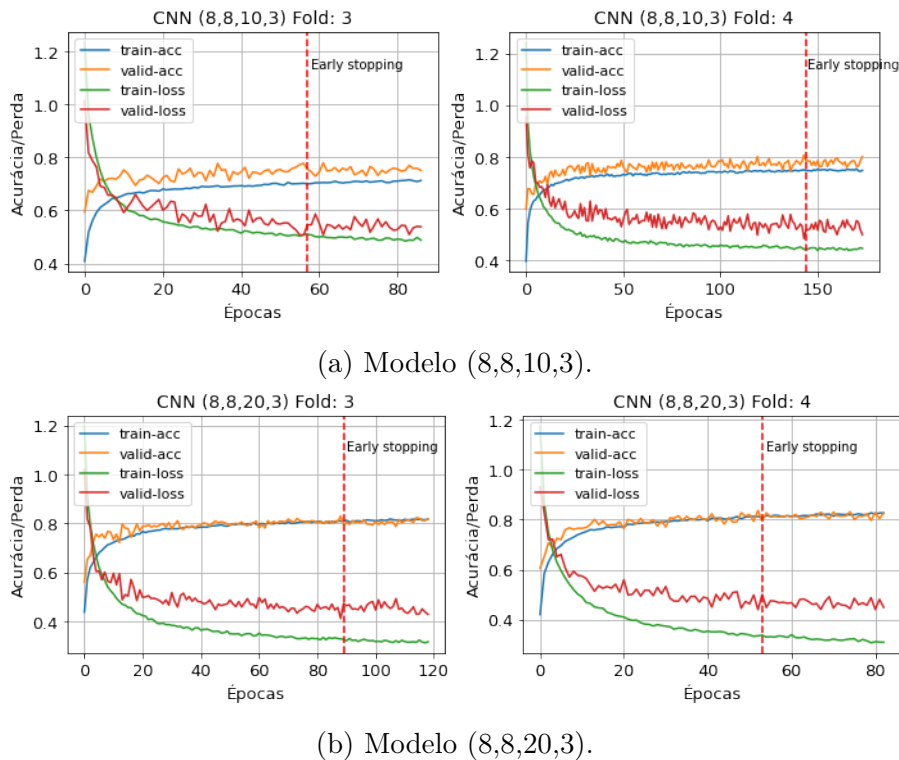 CNN (8,8,10,3) Fold: 3
1.2
1.0
0.8
0.6
0.4
Acurácia/Perda
train-acc
valid-acc
train-loss
valid-loss
Early stopping
0 20 40 60 80
Épocas
CNN (8,8,10,3) Fold: 4
1.2
1.0
0.8
0.6
0.4
Acurácia/Perda
train-acc
valid-acc
train-loss
valid-loss
Early stopping
0 50 100 150
Épocas
(a) Modelo (8,8,10,3).
CNN (8,8,20,3) Fold: 3
1.2
1.0
0.8
0.6
0.4
Acurácia/Perda
train-acc
valid-acc
train-loss
valid-loss
Early stopping
0 20 40 60 80 100 120
Épocas
CNN (8,8,20,3) Fold: 4
1.2
1.0
0.8
0.6
0.4
Acurácia/Perda
train-acc
valid-acc
train-loss
valid-loss
Early stopping
0 20 40 60 80
Épocas
(b) Modelo (8,8,20,3).